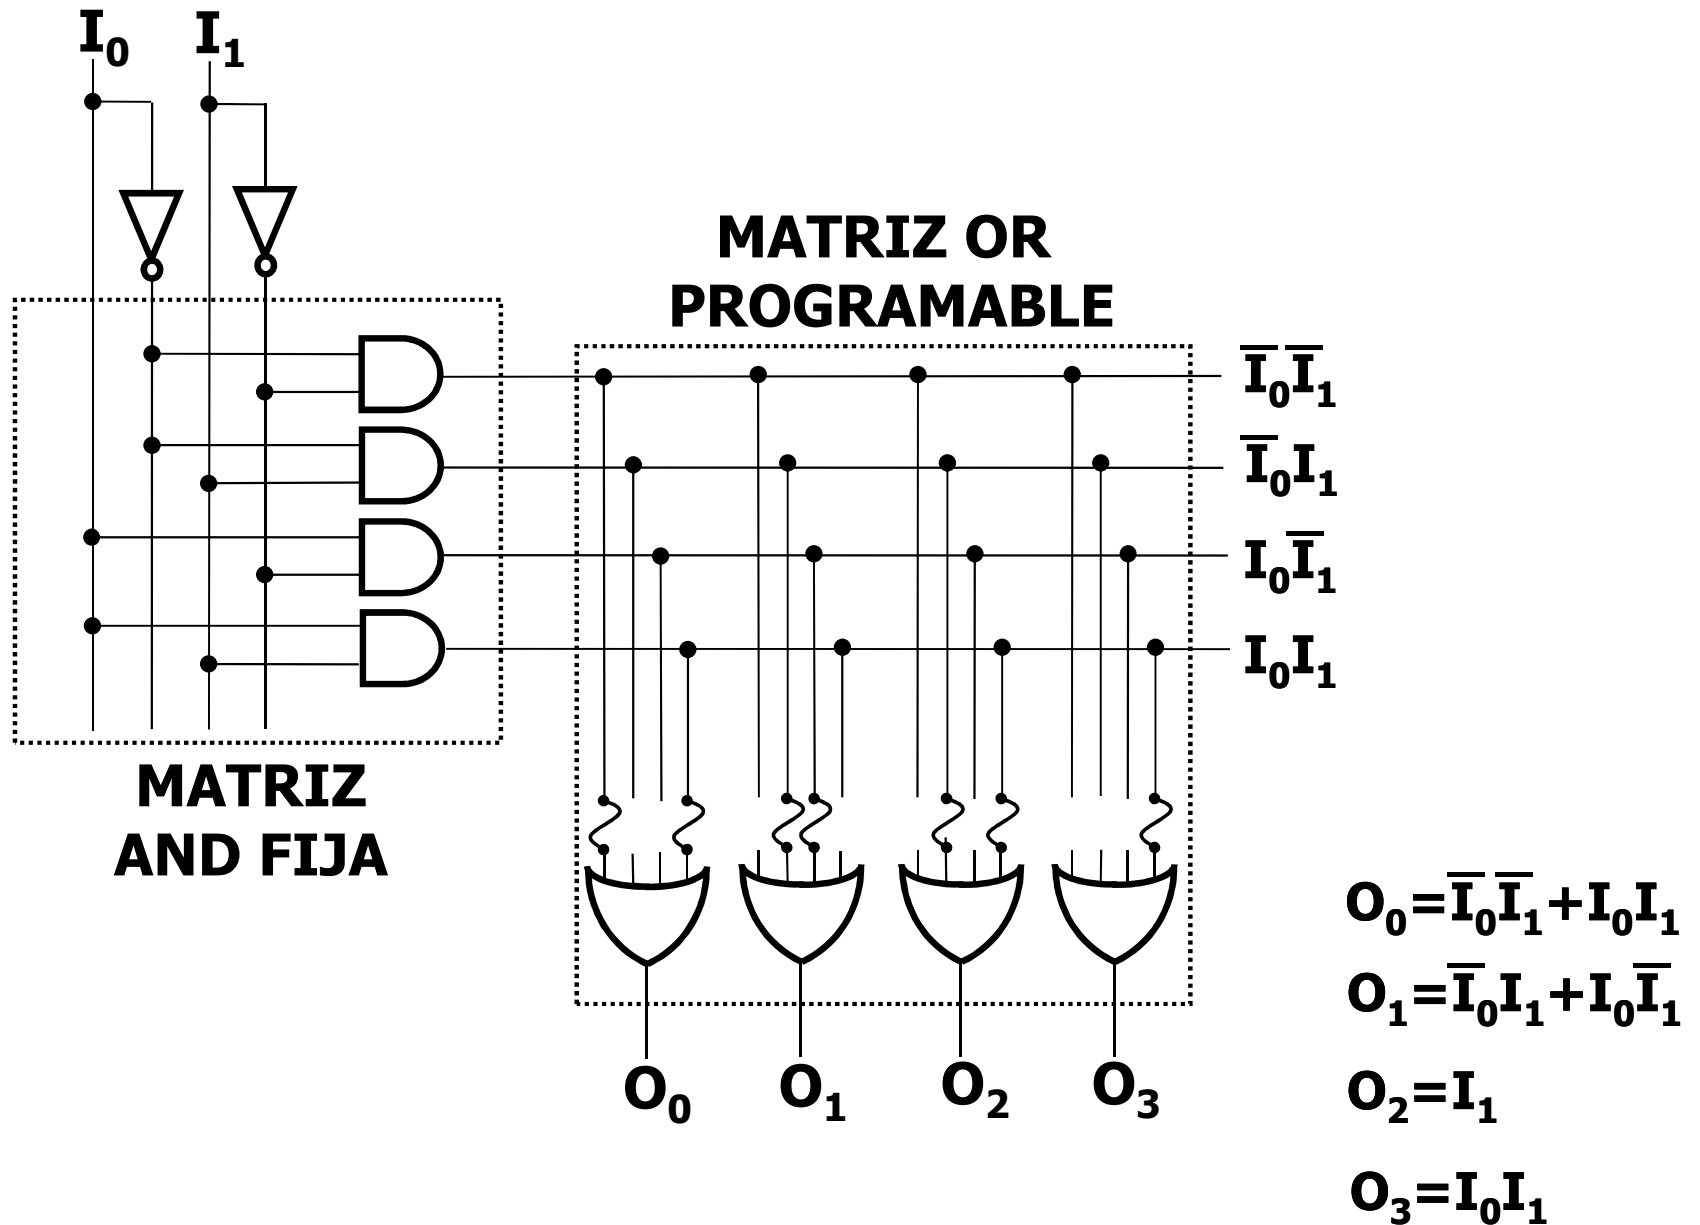 I₀ I₁
MATRIZ OR
PROGRAMABLE
I̅₀I̅₁
I̅₀I₁
I₀I̅₁
I₀I₁
MATRIZ
AND FIJA
O₀=I̅₀I̅₁+I₀I₁
O₁=I̅₀I₁+I₀I̅₁
O₂=I₁
O₃=I₀I₁
O₀ O₁ O₂ O₃